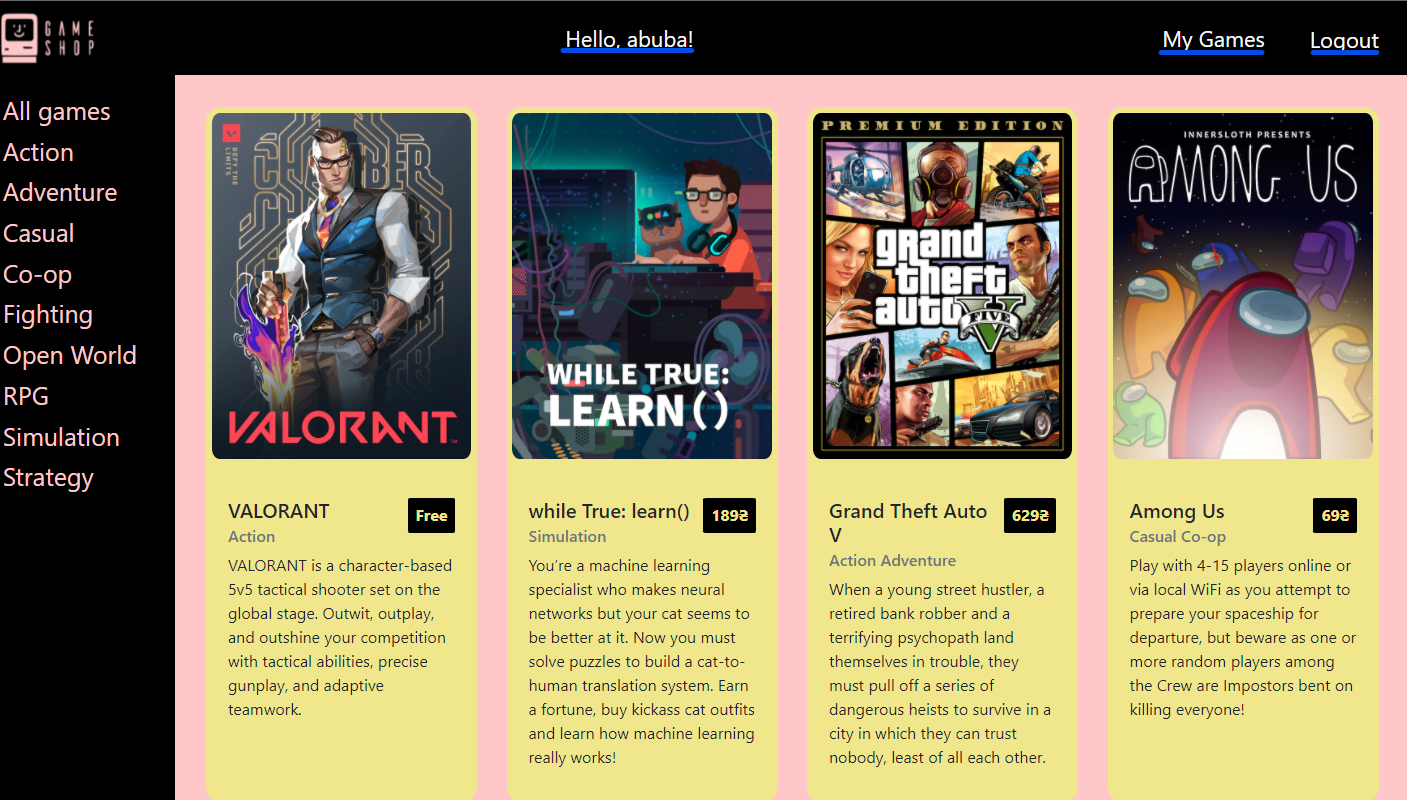 GAME
SHOP
Hello, abuba!
My Games
Logout
All games
Action
Adventure
Casual
Co-op
Fighting
Open World
RPG
Simulation
Strategy
DEFY THE
LIMITS
CHAMBER
VALORANT
WHILE TRUE:
LEARN()
PREMIUM EDITION
grand
theft
auto
V
FIVE
INNERSLOTH PRESENTS
AMONG US
VALORANT
Free
Action
VALORANT is a character-based
5v5 tactical shooter set on the
global stage. Outwit, outplay,
and outshine your competition
with tactical abilities, precise
gunplay, and adaptive
teamwork.
while True: learn()
189₴
Simulation
You’re a machine learning
specialist who makes neural
networks but your cat seems to
be better at it. Now you must
solve puzzles to build a cat-to-
human translation system. Earn
a fortune, buy kickass cat outfits
and learn how machine learning
really works!
Grand Theft Auto
V
629₴
Action Adventure
When a young street hustler, a
retired bank robber and a
terrifying psychopath land
themselves in trouble, they
must pull off a series of
dangerous heists to survive in a
city in which they can trust
nobody, least of all each other.
Among Us
69₴
Casual Co-op
Play with 4-15 players online or
via local WiFi as you attempt to
prepare your spaceship for
departure, but beware as one or
more random players among
the Crew are Impostors bent on
killing everyone!